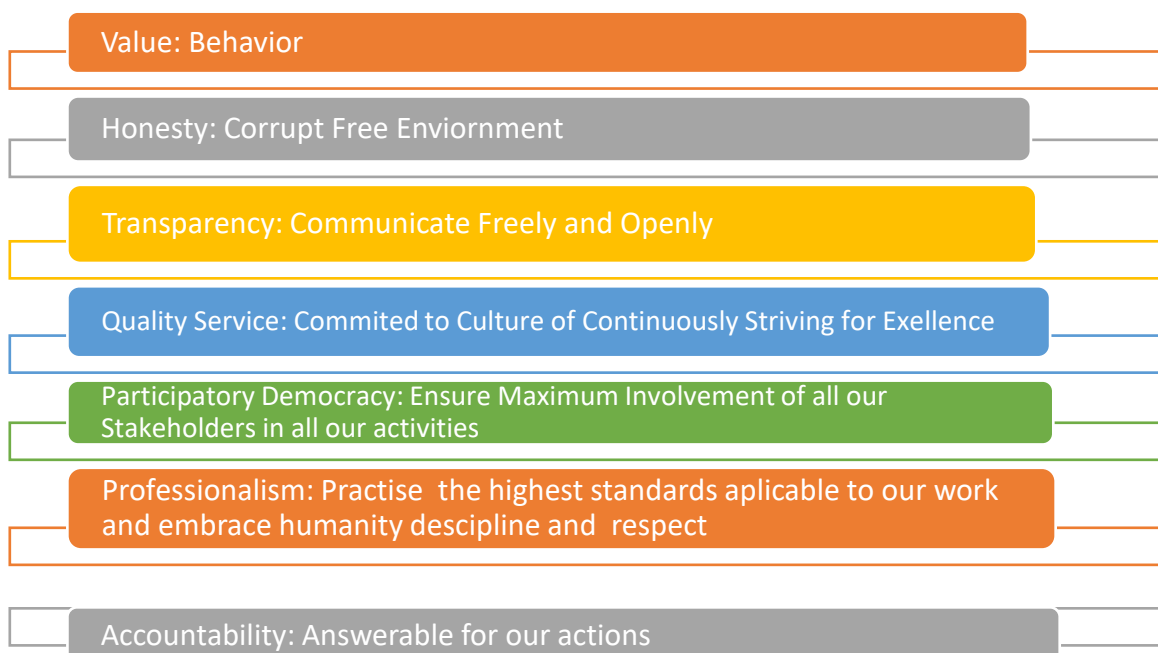 Value: Behavior
Honesty: Corrupt Free Enviornment
Transparency: Communicate Freely and Openly
Quality Service: Commited to Culture of Continuously Striving for Exellence
Participatory Democracy: Ensure Maximum Involvement of all our
Stakeholders in all our activities
Professionalism: Practise  the highest standards aplicable to our work
and embrace humanity descipline and  respect
Accountability: Answerable for our actions